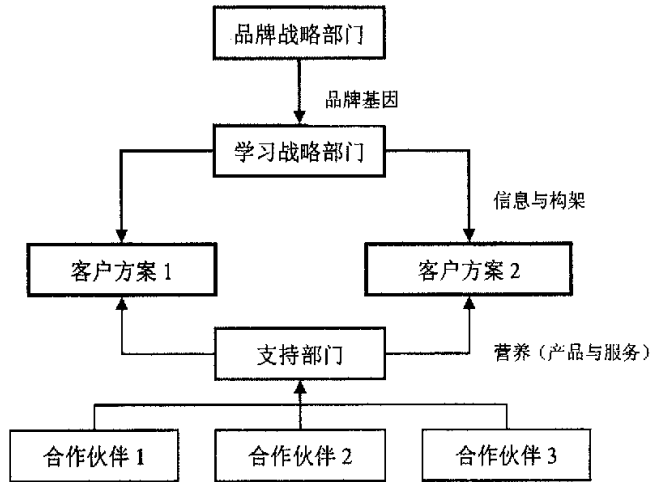 品牌战略部门
品牌基因
学习战略部门
信息与构架
客户方案 1
客户方案 2
支持部门
营养（产品与服务）
合作伙伴 1
合作伙伴 2
合作伙伴 3